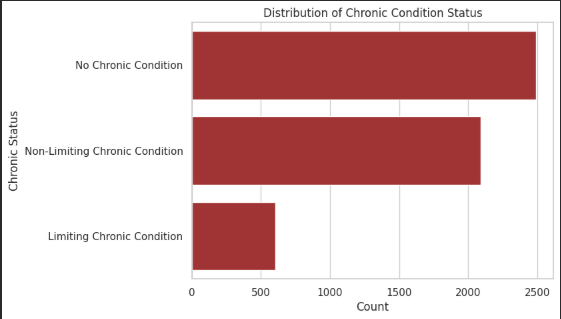 Distribution of Chronic Condition Status
Chronic Status
No Chronic Condition
Non-Limiting Chronic Condition
Limiting Chronic Condition
0 500 1000 1500 2000 2500
Count